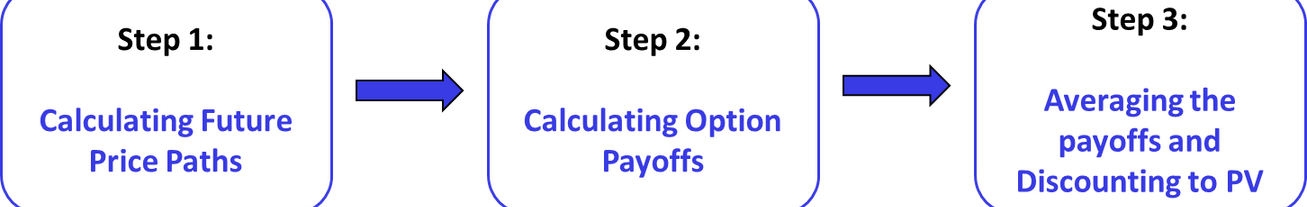 Step 1:
Calculating Future
Price Paths
Step 2:
Calculating Option
Payoffs
Step 3:
Averaging the
payoffs and
Discounting to PV